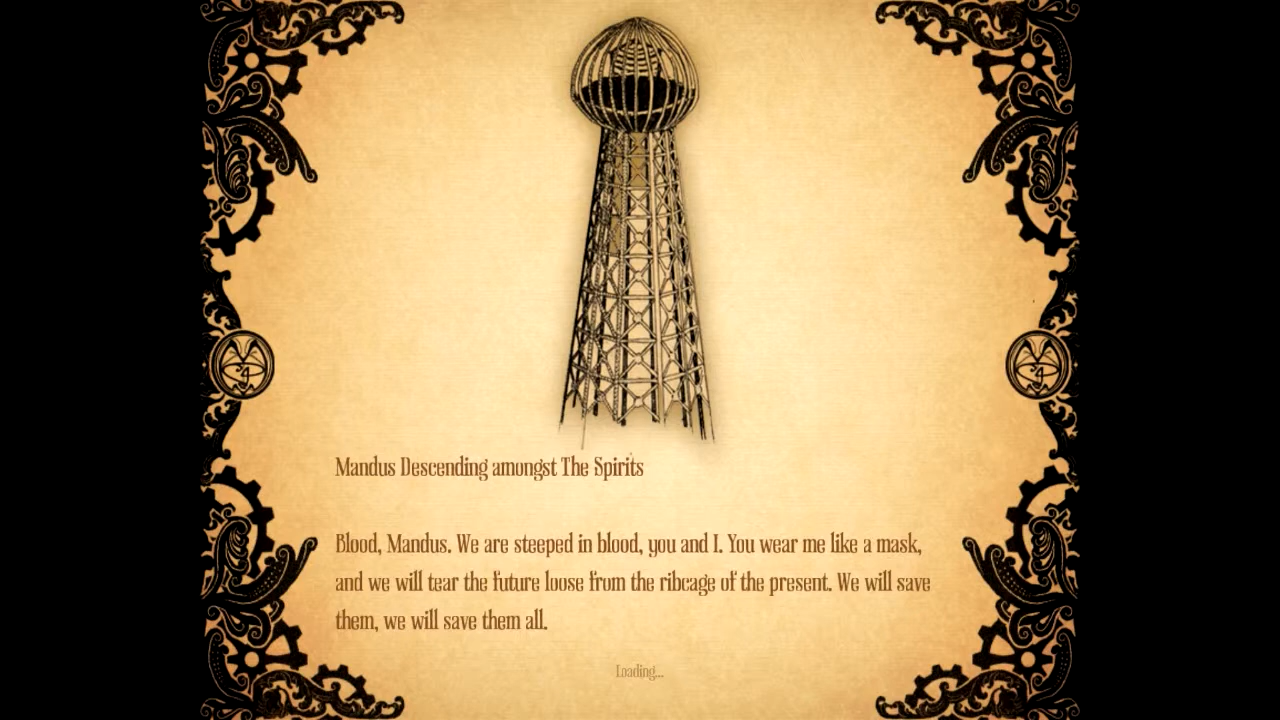 Mandus Descending amongst The Spirits
Blood, Mandus. We are steeped in blood, you and I. You wear me like a mask,
and we will tear the future loose from the ribcage of the present. We will save
them, we will save them all.
Loading...